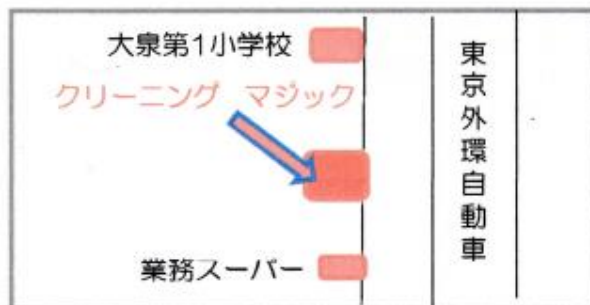 大泉第1小学校
クリーニング　マジック
東京外環自動車
業務スーパー